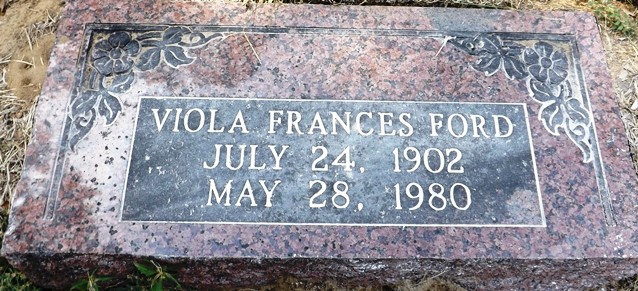 VIOLA FRANCES FORD
JULY 24, 1902
MAY 28, 1980